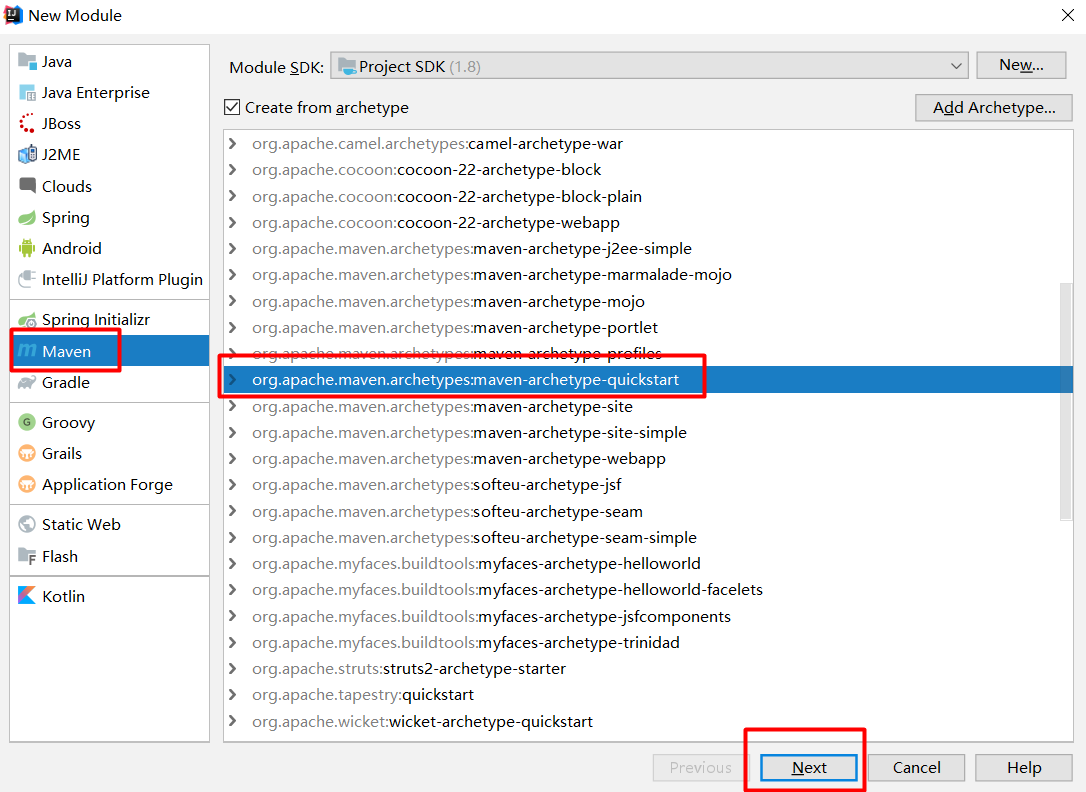 New Module
Java
Java Enterprise
JBoss
J2ME
Clouds
Spring
Android
IntelliJ Platform Plugin
Spring Initializr
Maven
Gradle
Groovy
Grails
Application Forge
Static Web
Flash
Kotlin
Module SDK: Project SDK (1.8) New...
Create from archetype Add Archetype...
org.apache.camel.archetypes:camel-archetype-war
org.apache.cocoon:cocoon-22-archetype-block
org.apache.cocoon:cocoon-22-archetype-block-plain
org.apache.cocoon:cocoon-22-archetype-webapp
org.apache.maven.archetypes:maven-archetype-j2ee-simple
org.apache.maven.archetypes:maven-archetype-marmalade-mojo
org.apache.maven.archetypes:maven-archetype-mojo
org.apache.maven.archetypes:maven-archetype-portlet
org.apache.maven.archetypes:maven-archetype-profiles
org.apache.maven.archetypes:maven-archetype-quickstart
org.apache.maven.archetypes:maven-archetype-site
org.apache.maven.archetypes:maven-archetype-site-simple
org.apache.maven.archetypes:maven-archetype-webapp
org.apache.maven.archetypes:softeu-archetype-jsf
org.apache.maven.archetypes:softeu-archetype-seam
org.apache.maven.archetypes:softeu-archetype-seam-simple
org.apache.myfaces.buildtools:myfaces-archetype-helloworld
org.apache.myfaces.buildtools:myfaces-archetype-helloworld-facelets
org.apache.myfaces.buildtools:myfaces-archetype-jsfcomponents
org.apache.myfaces.buildtools:myfaces-archetype-trinidad
org.apache.struts:struts2-archetype-starter
org.apache.tapestry:quickstart
org.apache.wicket:wicket-archetype-quickstart
Previous Next Cancel Help